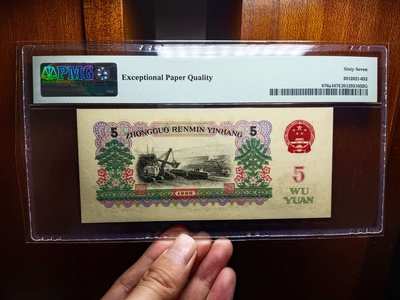 PMG
Exceptional Paper Quality
Sixty Seven
5
ZHONGGUO RENMIN YINHANG
5
1960
5
WU
YUAN